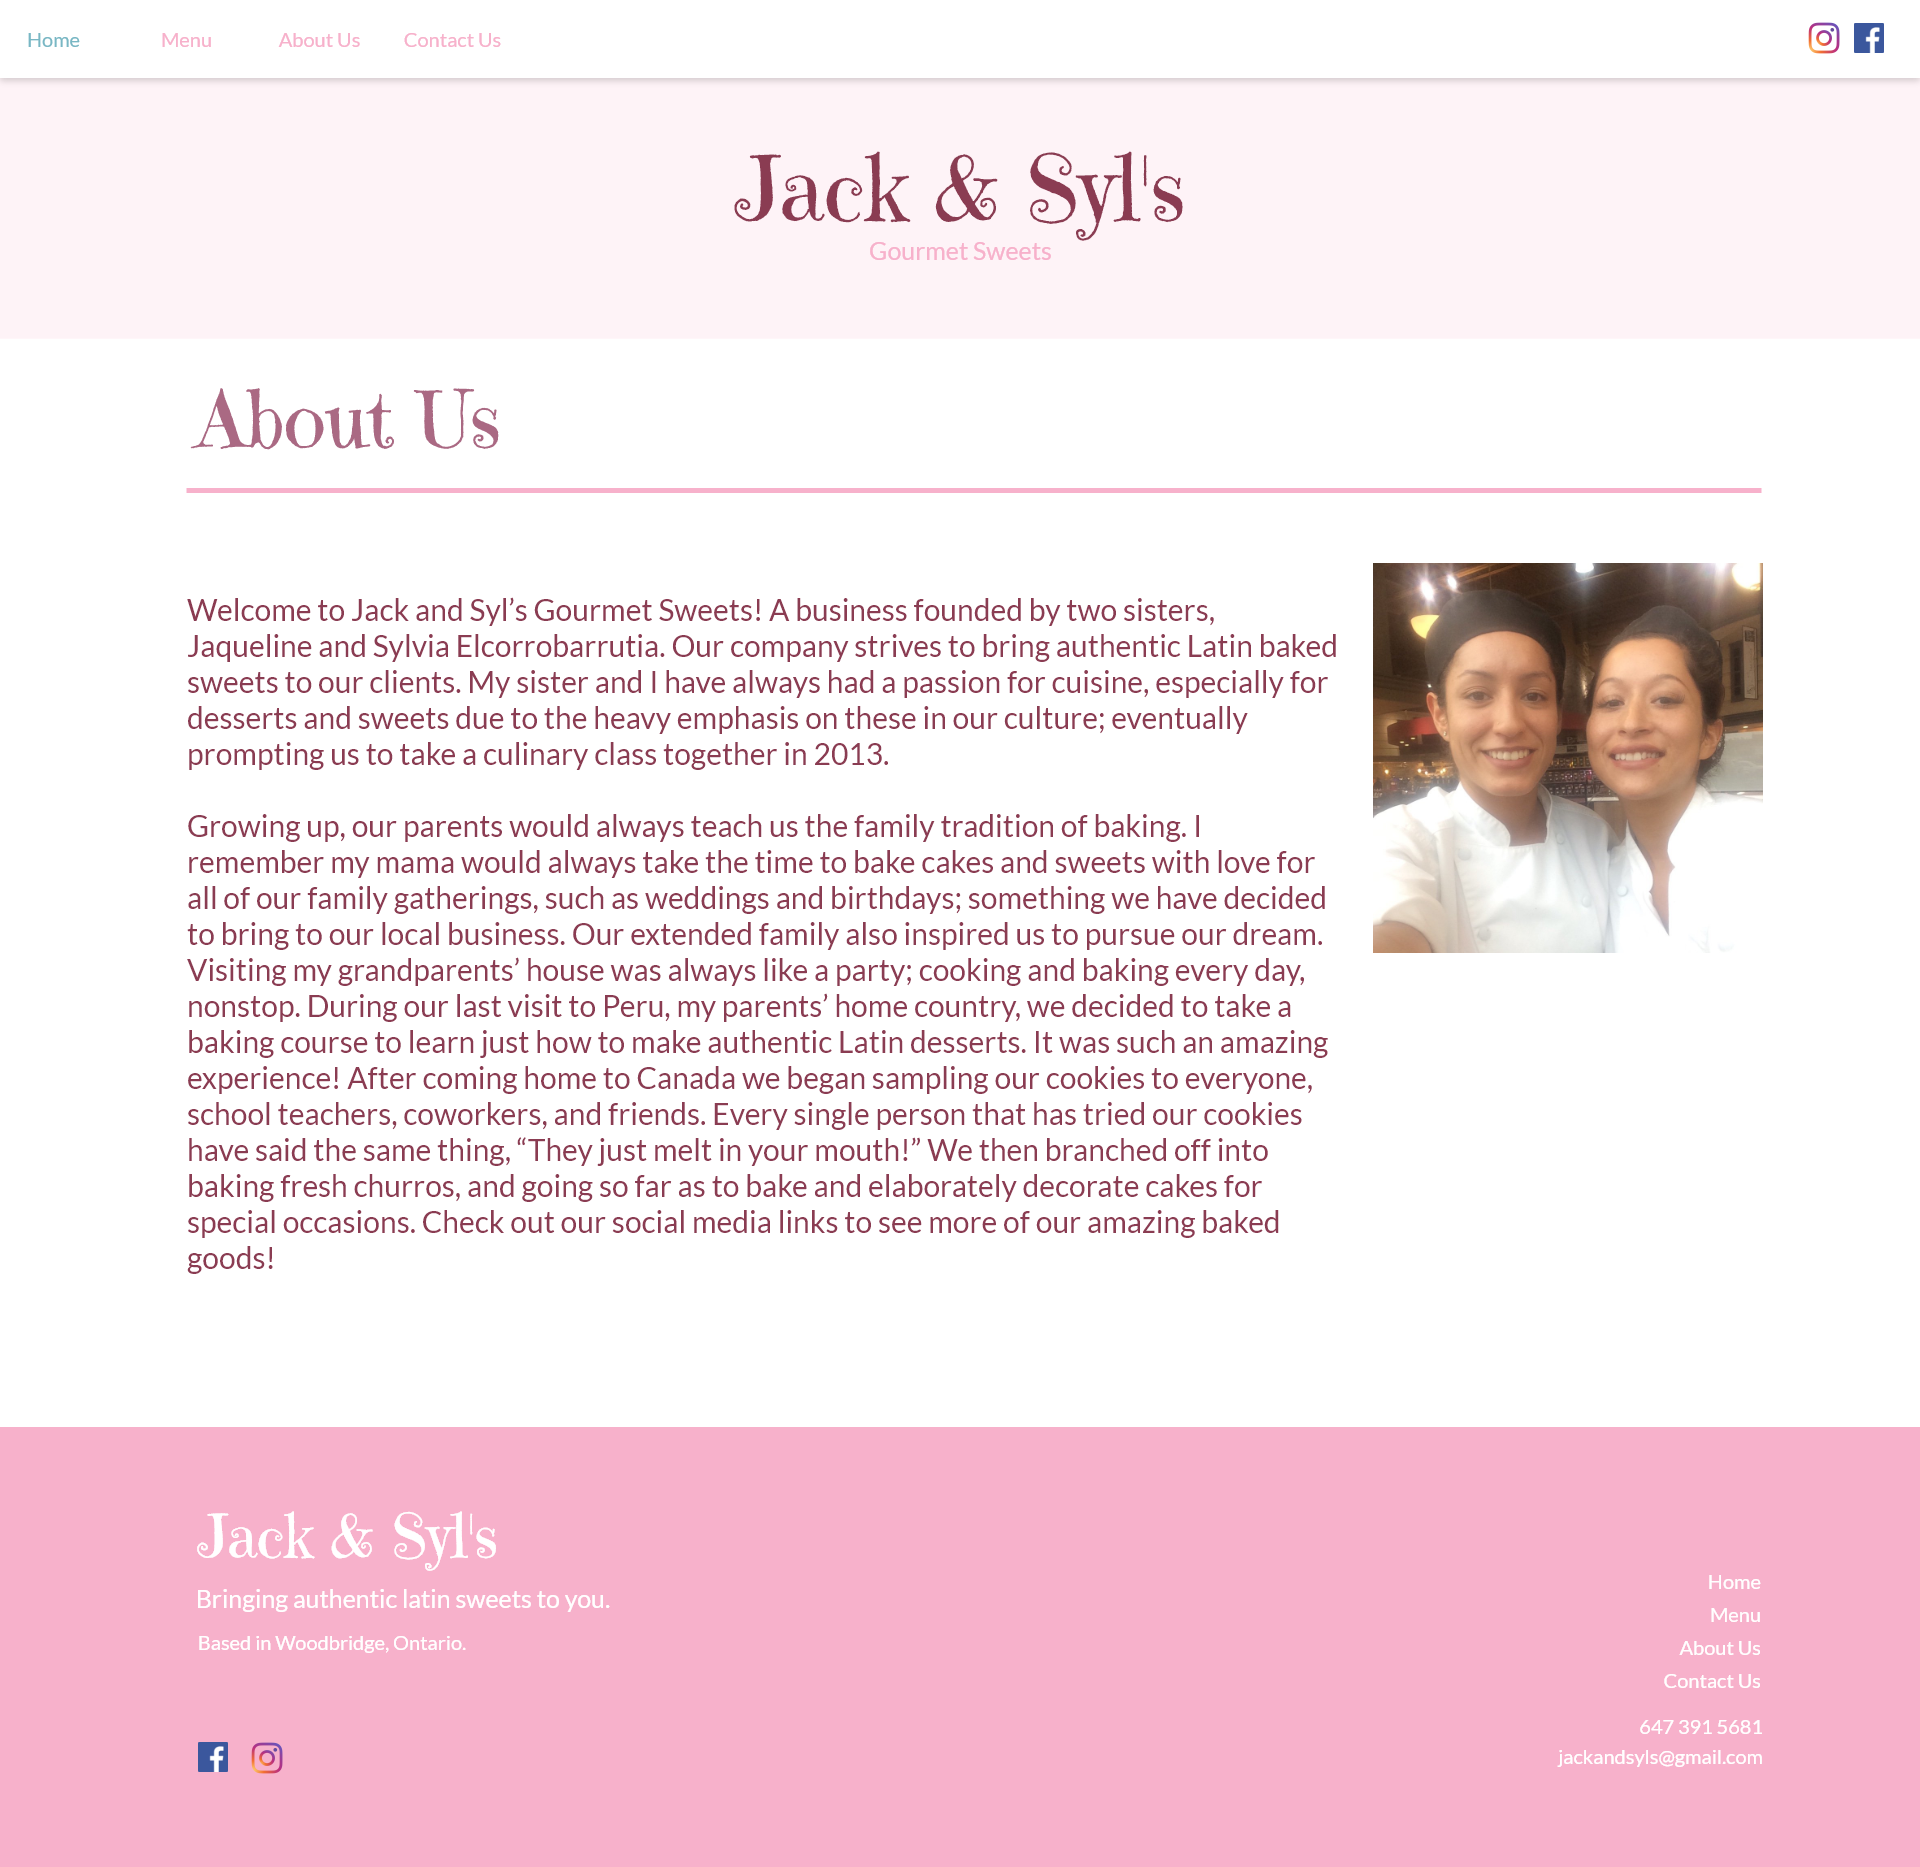 Home Menu About Us Contact Us
Jack & Syl's
Gourmet Sweets
About Us
Welcome to Jack and Syl’s Gourmet Sweets! A business founded by two sisters,
Jaqueline and Sylvia Elcorrobarrutia. Our company strives to bring authentic Latin baked
sweets to our clients. My sister and I have always had a passion for cuisine, especially for
desserts and sweets due to the heavy emphasis on these in our culture; eventually
prompting us to take a culinary class together in 2013.
Growing up, our parents would always teach us the family tradition of baking. I
remember my mama would always take the time to bake cakes and sweets with love for
all of our family gatherings, such as weddings and birthdays; something we have decided
to bring to our local business. Our extended family also inspired us to pursue our dream.
Visiting my grandparents’ house was always like a party; cooking and baking every day,
nonstop. During our last visit to Peru, my parents’ home country, we decided to take a
baking course to learn just how to make authentic Latin desserts. It was such an amazing
experience! After coming home to Canada we began sampling our cookies to everyone,
school teachers, coworkers, and friends. Every single person that has tried our cookies
have said the same thing, “They just melt in your mouth!” We then branched off into
baking fresh churros, and going so far as to bake and elaborately decorate cakes for
special occasions. Check out our social media links to see more of our amazing baked
goods!
Jack & Syl's
Bringing authentic latin sweets to you.
Based in Woodbridge, Ontario.
Home
Menu
About Us
Contact Us
647 391 5681
jackandsyls@gmail.com